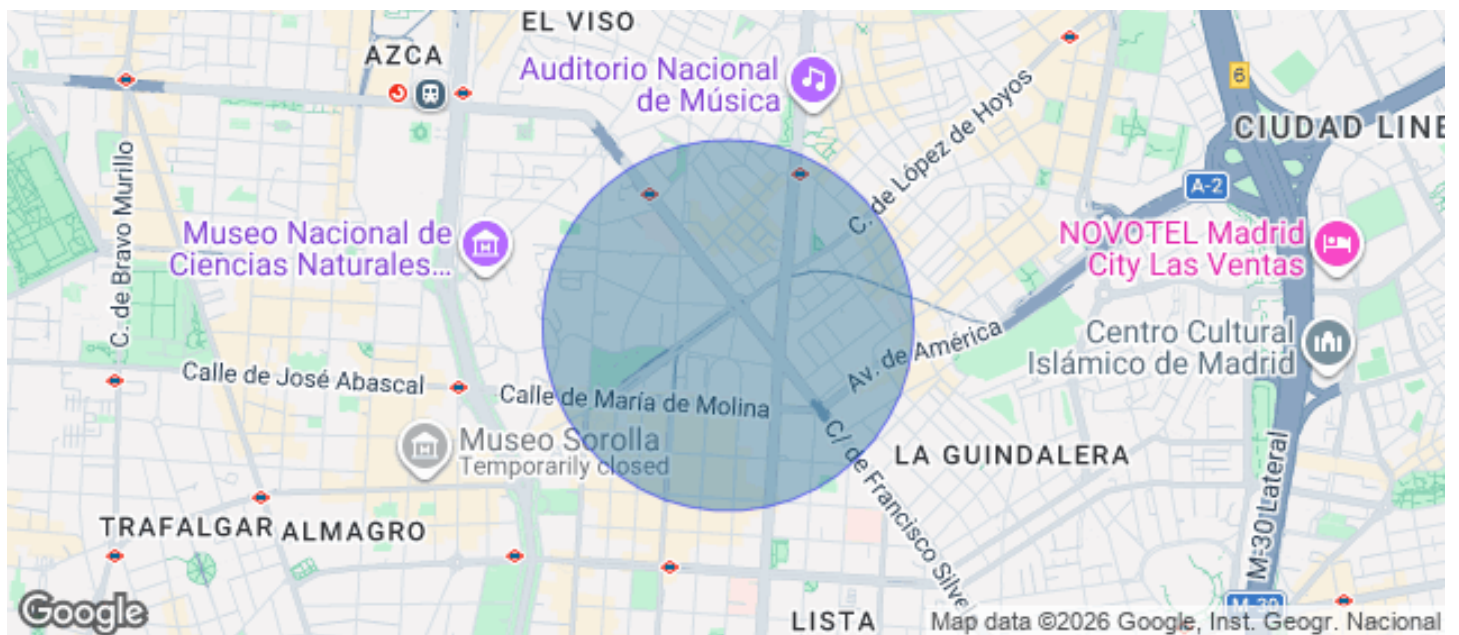 EL VISO
AZCA
Auditorio Nacional
de Música
6
CIUDAD LINE
C. de López de Hoyos
A-2
C. de Bravo Murillo
Museo Nacional de
Ciencias Naturales...
NOVOTEL Madrid
City Las Ventas
Centro Cultural
Islámico de Madrid
Av. de América
Calle de José Abascal
Calle de María de Molina
Museo Sorolla
Temporarily closed
C/ de Francisco Silve
LA GUINDALERA
M-30 Lateral
TRAFALGAR
ALMAGRO
M-30
LISTA
Google
Map data ©2026 Google, Inst. Geogr. Nacional